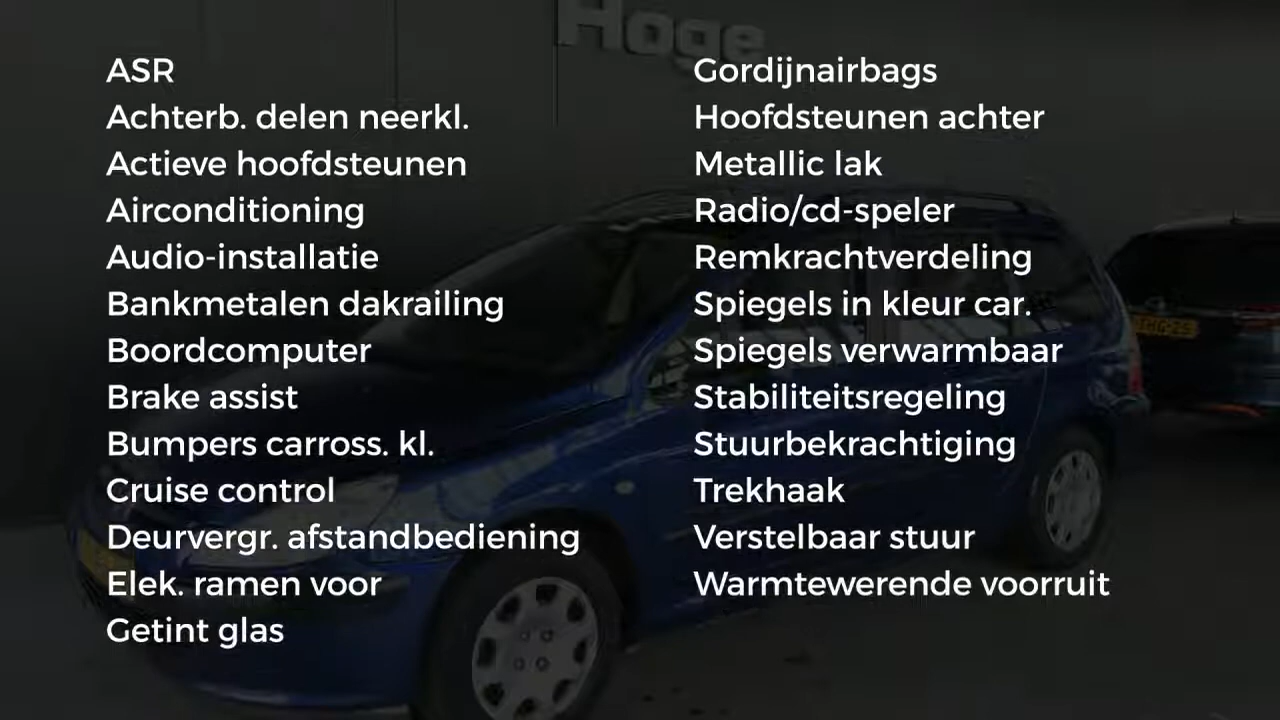 Hoge
ASR
Achterb. delen neerkl.
Actieve hoofdsteunen
Airconditioning
Audio-installatie
Bankmetalen dakrailing
Boordcomputer
Brake assist
Bumpers carross. kl.
Cruise control
Deurvergr. afstandbediening
Elek. ramen voor
Getint glas
Gordijnairbags
Hoofdsteunen achter
Metallic lak
Radio/cd-speler
Remkrachtverdeling
Spiegels in kleur car.
Spiegels verwarmbaar
Stabiliteitsregeling
Stuurbekrachtiging
Trekhaak
Verstelbaar stuur
Warmtewerende voorruit